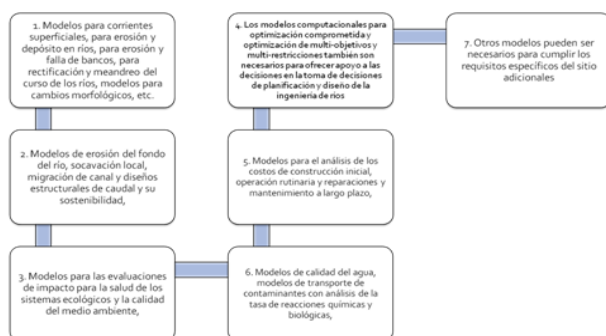 1. Modelos para corrientes
superficiales, para erosión y
depósito en ríos, para erosión y
falla de bancos, para
rectificación y meandreo del
curso de los ríos, modelos para
cambios morfológicos, etc.
2. Modelos de erosión del fondo
del río, socavación local,
migración de canal y diseños
estructurales de caudal y su
sostenibilidad,
3. Modelos para las evaluaciones
de impacto para la salud de los
sistemas ecológicos y la calidad
del medio ambiente,
4. Los modelos computacionales para
optimización comprometida y
optimización de multi-objetivos y
multi-restricciones también son
necesarios para ofrecer apoyo a las
decisiones en la toma de decisiones
de planificación y diseño de la
ingeniería de ríos
5. Modelos para el análisis de los
costos de construcción inicial,
operación rutinaria y reparaciones y
mantenimiento a largo plazo,
6. Modelos de calidad del agua,
modelos de transporte de
contaminantes con análisis de la
tasa de reacciones químicas y
biológicas,
7. Otros modelos pueden ser
necesarios para cumplir los
requisitos específicos del sitio
adicionales